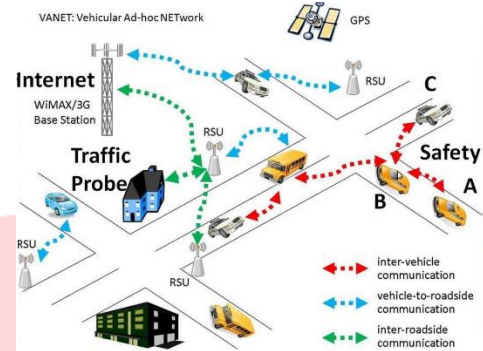 VANET: Vehicular Ad-hoc NETwork
GPS
Internet
WiMAX/3G
Base Station
RSU
C
RSU
Traffic
Probe
Safety
A
B
RSU
RSU
inter-vehicle
communication
vehicle-to-roadside
communication
inter-roadside
communication